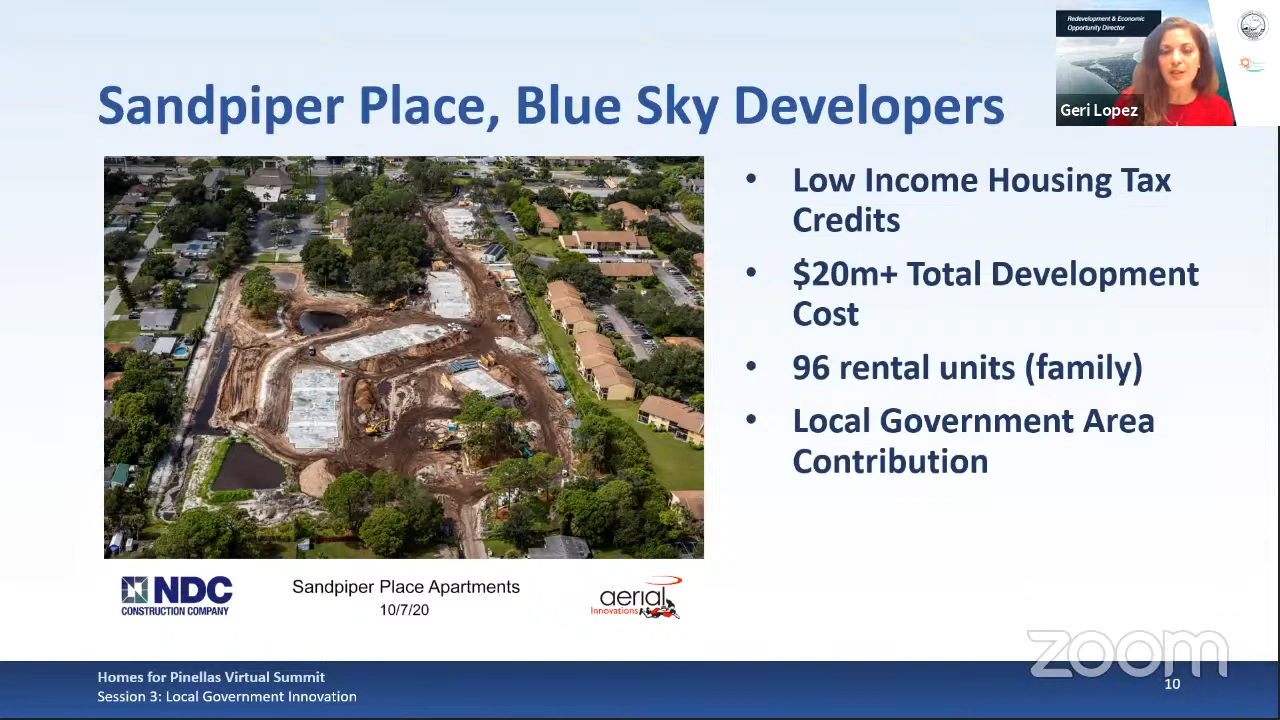 Redevelopment & Economic
Opportunity Director
Geri Lopez
Sandpiper Place, Blue Sky Developers
• Low Income Housing Tax
Credits
• $20m+ Total Development
Cost
• 96 rental units (family)
• Local Government Area
Contribution
NDC
CONSTRUCTION COMPANY
Sandpiper Place Apartments
10/7/20
aerial
Innovations
zoom
Homes for Pinellas Virtual Summit
Session 3: Local Government Innovation
10